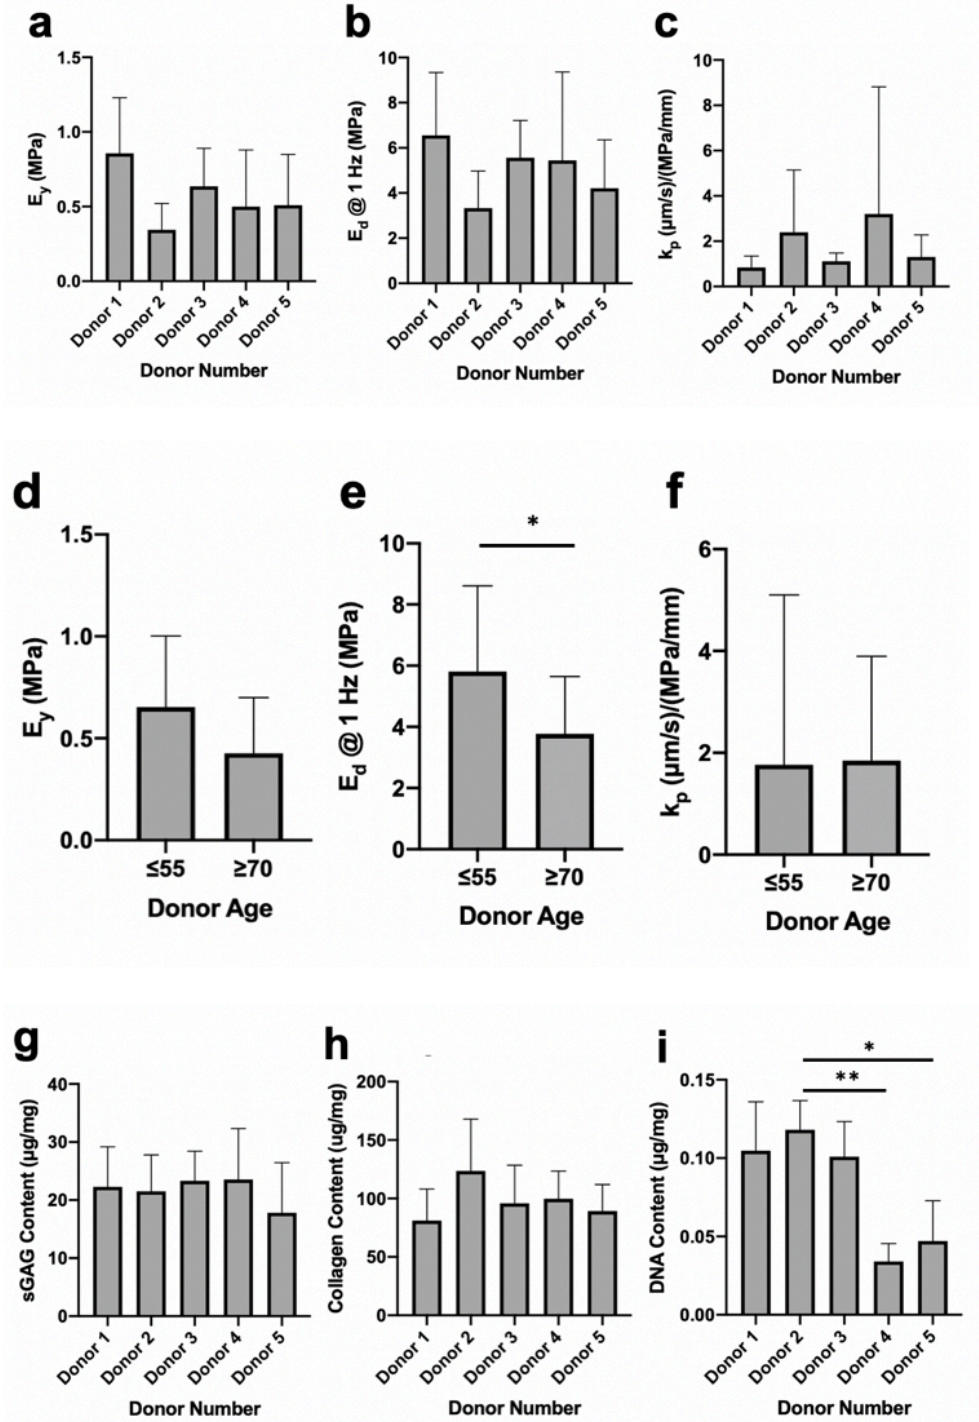 a
E_y (MPa)
1.5
1.0
0.5
0.0
Donor 1
Donor 2
Donor 3
Donor 4
Donor 5
Donor Number
b
E_d @ 1 Hz (MPa)
10
8
6
4
2
0
Donor 1
Donor 2
Donor 3
Donor 4
Donor 5
Donor Number
c
k_p (μm/s)/(MPa/mm)
10
8
6
4
2
0
Donor 1
Donor 2
Donor 3
Donor 4
Donor 5
Donor Number
d
E_y (MPa)
1.5
1.0
0.5
0.0
≤55
≥70
Donor Age
e
*
E_d @ 1 Hz (MPa)
10
8
6
4
2
0
≤55
≥70
Donor Age
f
k_p (μm/s)/(MPa/mm)
6
4
2
0
≤55
≥70
Donor Age
g
sGAG Content (μg/mg)
40
30
20
10
0
Donor 1
Donor 2
Donor 3
Donor 4
Donor 5
Donor Number
h
Collagen Content (ug/mg)
200
150
100
50
0
Donor 1
Donor 2
Donor 3
Donor 4
Donor 5
Donor Number
i
*
**
DNA Content (μg/mg)
0.15
0.10
0.05
0.00
Donor 1
Donor 2
Donor 3
Donor 4
Donor 5
Donor Number